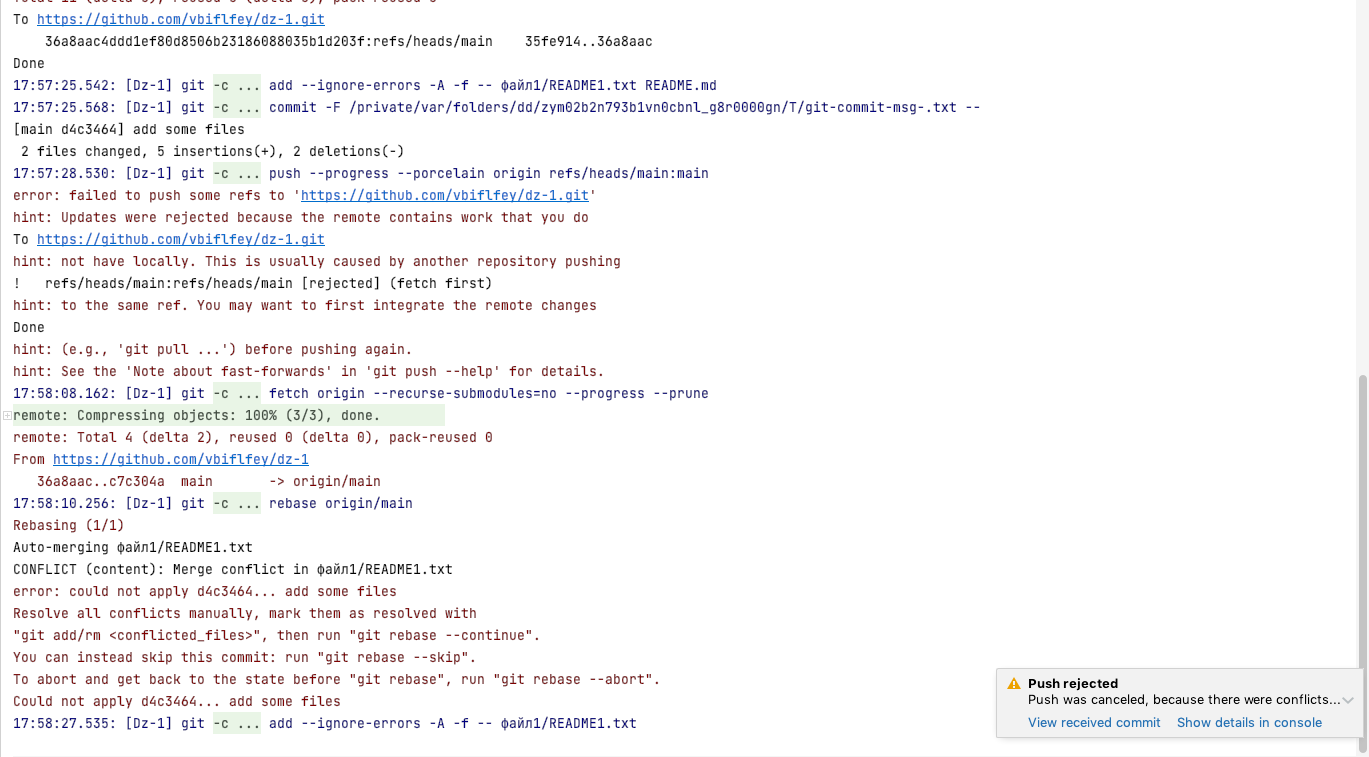 To https://github.com/vbiflfey/dz-1.git
36a8aac4ddd1ef80d8506b23186088035b1d203f:refs/heads/main 35fe914..36a8aac
Done
17:57:25.542: [Dz-1] git -c ... add --ignore-errors -A -f -- файл1/README1.txt README.md
17:57:25.568: [Dz-1] git -c ... commit -F /private/var/folders/dd/zym02b2n793b1vn0cbnl_g8r0000gn/T/git-commit-msg-.txt --
[main d4c3464] add some files
2 files changed, 5 insertions(+), 2 deletions(-)
17:57:28.530: [Dz-1] git -c ... push --progress --porcelain origin refs/heads/main:main
error: failed to push some refs to 'https://github.com/vbiflfey/dz-1.git'
hint: Updates were rejected because the remote contains work that you do
To https://github.com/vbiflfey/dz-1.git
hint: not have locally. This is usually caused by another repository pushing
! refs/heads/main:refs/heads/main [rejected] (fetch first)
hint: to the same ref. You may want to first integrate the remote changes
Done
hint: (e.g., 'git pull ...') before pushing again.
hint: See the 'Note about fast-forwards' in 'git push --help' for details.
17:58:08.162: [Dz-1] git -c ... fetch origin --recurse-submodules=no --progress --prune
remote: Compressing objects: 100% (3/3), done.
remote: Total 4 (delta 2), reused 0 (delta 0), pack-reused 0
From https://github.com/vbiflfey/dz-1
36a8aac..c7c304a main -> origin/main
17:58:10.256: [Dz-1] git -c ... rebase origin/main
Rebasing (1/1)
Auto-merging файл1/README1.txt
CONFLICT (content): Merge conflict in файл1/README1.txt
error: could not apply d4c3464... add some files
Resolve all conflicts manually, mark them as resolved with
"git add/rm <conflicted_files>", then run "git rebase --continue".
You can instead skip this commit: run "git rebase --skip".
To abort and get back to the state before "git rebase", run "git rebase --abort".
Could not apply d4c3464... add some files
17:58:27.535: [Dz-1] git -c ... add --ignore-errors -A -f -- файл1/README1.txt
Push rejected
Push was canceled, because there were conflicts...
View received commit Show details in console